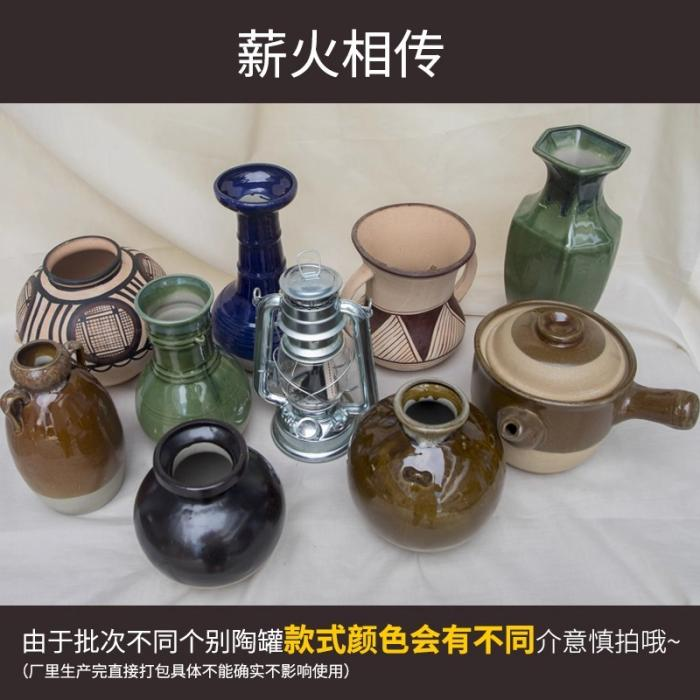 薪火相传
由于批次不同个别陶罐款式颜色会有不同介意慎拍哦~
(厂里生产完直接打包具体不能确实不影响使用)